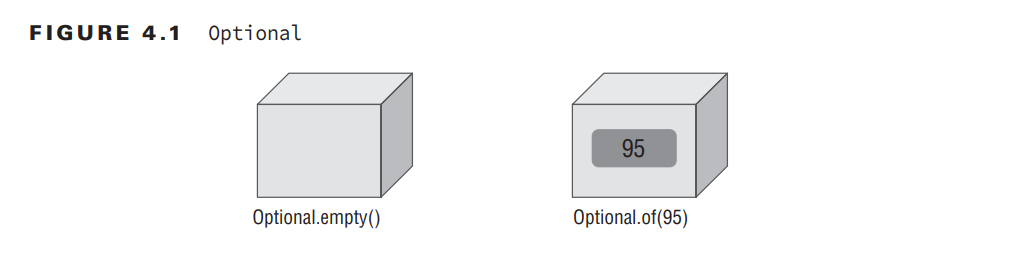 FIGURE 4.1 Optional
95
Optional.empty()
Optional.of(95)